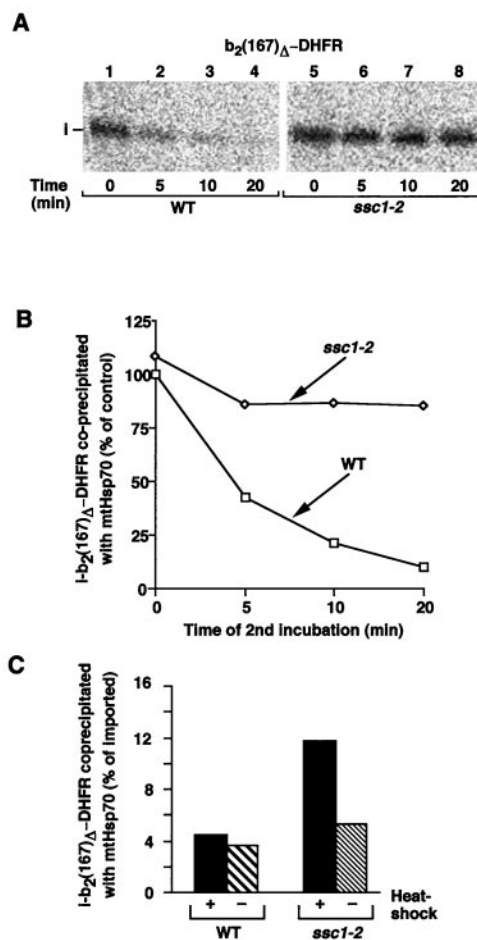 A
b2(167)Δ–DHFR
1 2 3 4 5 6 7 8
i
Time (min) 0 5 10 20 0 5 10 20
WT ssc1-2
B
I-b2(167)Δ–DHFR co-precipitated
with mtHsp70 (% of control)
125
100
75
50
25
0
ssc1-2
WT
0 5 10 20
Time of 2nd incubation (min)
C
I-b2(167)Δ–DHFR coprecipitated
with mtHsp70 (% of imported)
16
12
8
4
0
+ – + – Heat-
shock
WT ssc1-2